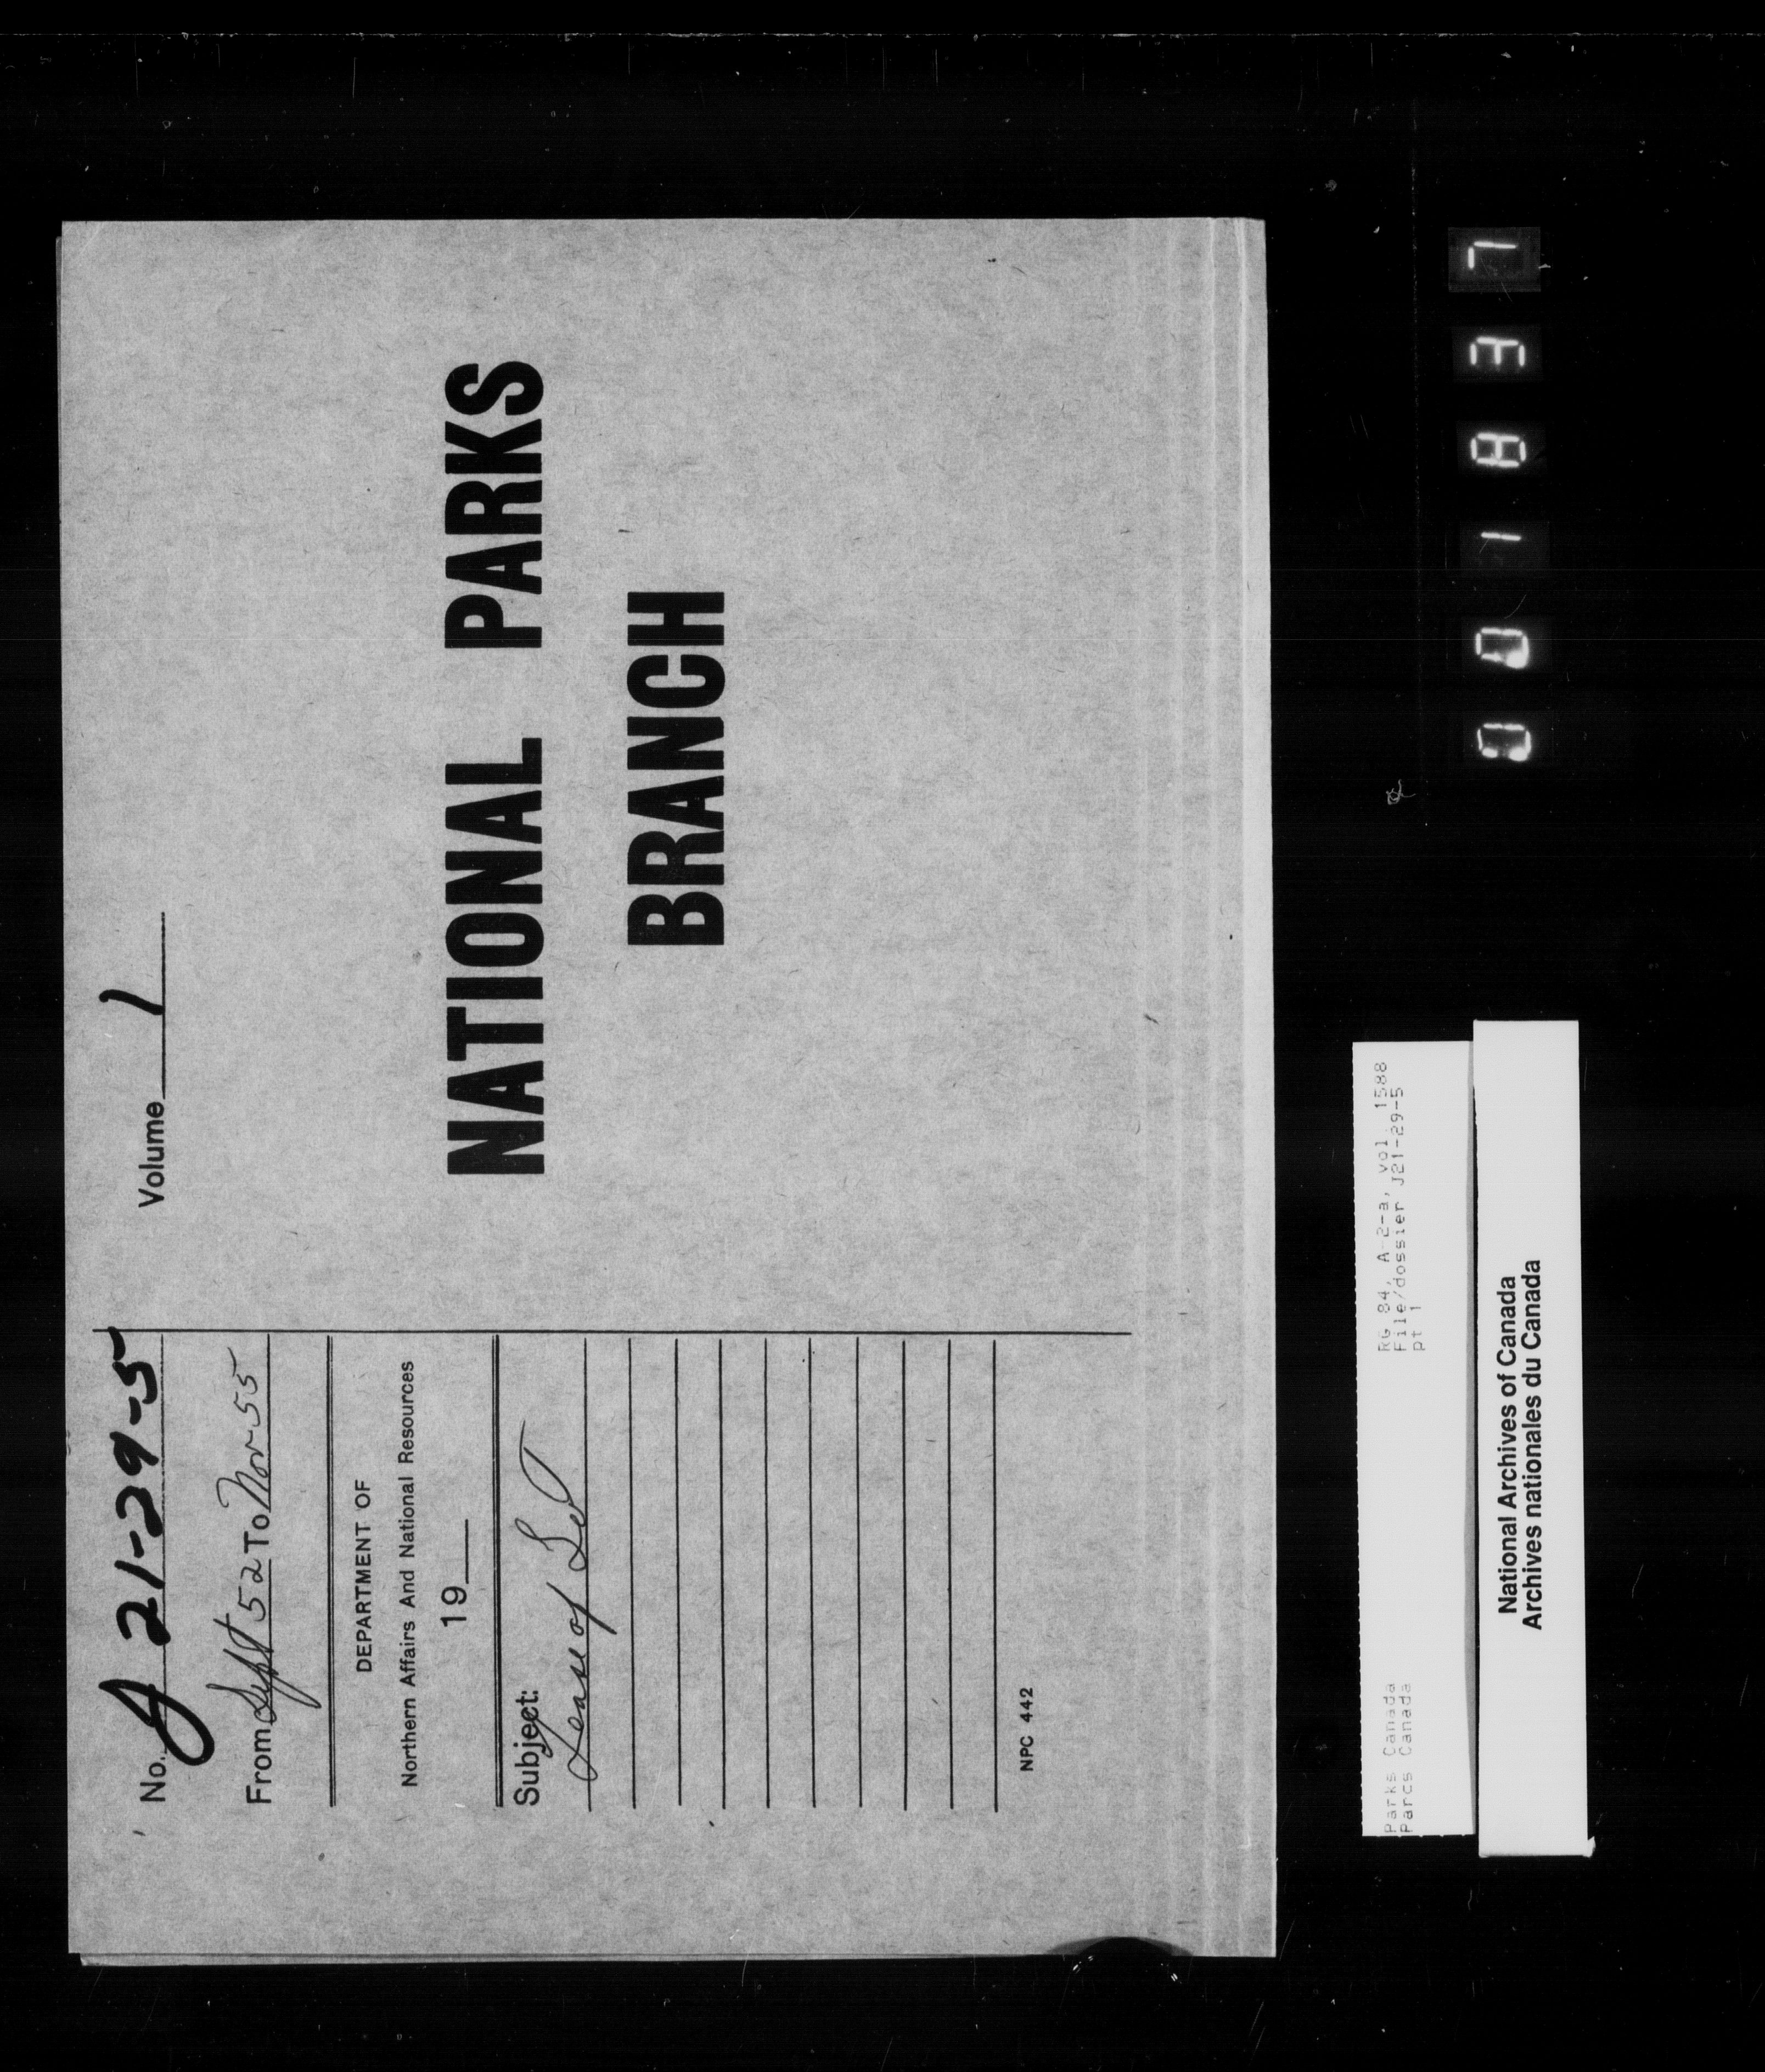 No. J 21-29-5
Volume 1
From Sept 52 To Nov 55
DEPARTMENT OF
Northern Affairs And National Resources
19
NATIONAL PARKS
BRANCH
Subject:
Lease of Lot
NPC 442
Parks Canada
Parcs Canada
RG 84, A-2-a, vol. 1588
File/dossier J21-29-5
pt 1
National Archives of Canada
Archives nationales du Canada
001837